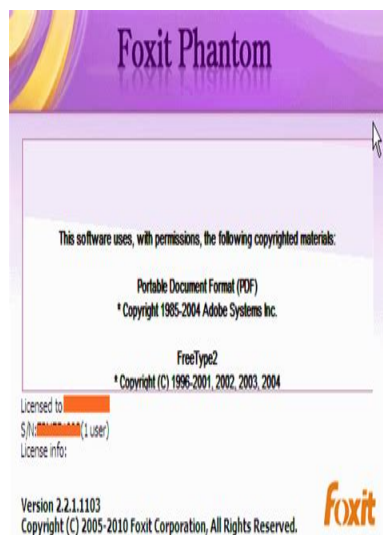 Foxit Phantom
This software uses, with permissions, the following copyrighted materials:
Portable Document Format (PDF)
* Copyright 1985-2004 Adobe Systems Inc.
FreeType2
* Copyright (C) 1996-2001, 2002, 2003, 2004
Licensed to
S/N: (1 user)
License info:
Version 2.2.1.1103
Copyright (C) 2005-2010 Foxit Corporation, All Rights Reserved.
foxit